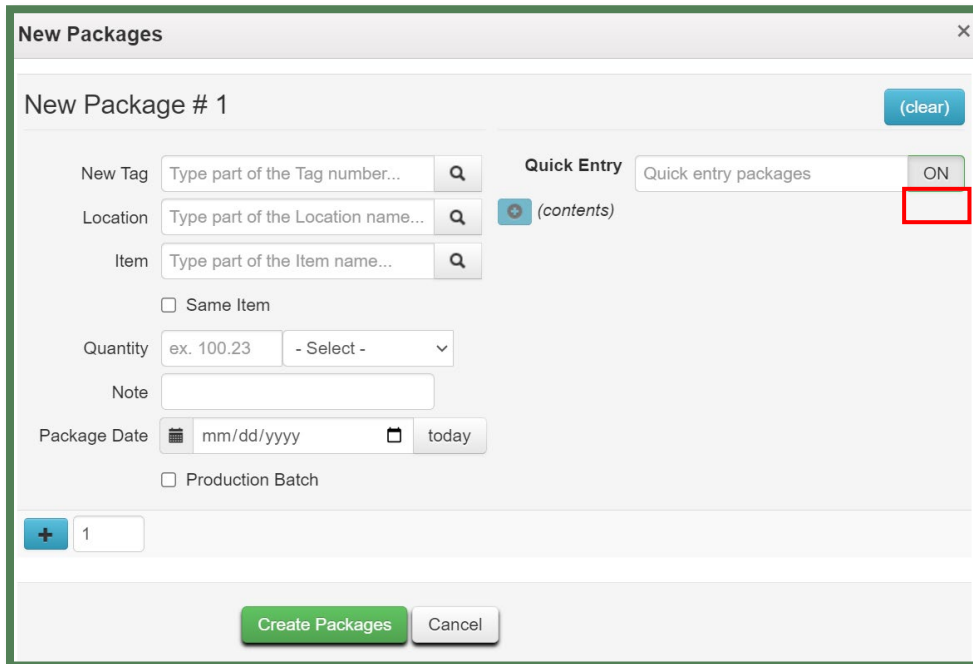 New Packages ×
New Package # 1 (clear)
New Tag Type part of the Tag number... Quick Entry Quick entry packages ON
Location Type part of the Location name... (contents)
Item Type part of the Item name...
Same Item
Quantity ex. 100.23 - Select -
Note
Package Date mm/dd/yyyy today
Production Batch
+ 1
Create Packages Cancel